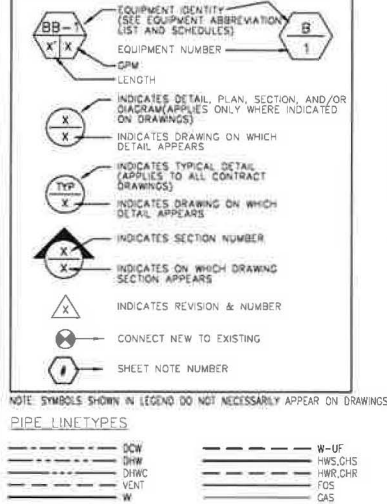 BB-1
X' X
EQUIPMENT IDENTITY
(SEE EQUIPMENT ABBREVIATION
LIST AND SCHEDULES)
B
1
EQUIPMENT NUMBER
GPM
LENGTH
X
X
INDICATES DETAIL, PLAN, SECTION, AND/OR
DIAGRAM(APPLIES ONLY WHERE INDICATED
ON DRAWINGS)
INDICATES DRAWING ON WHICH
DETAIL APPEARS
TYP
X
INDICATES TYPICAL DETAIL
(APPLIES TO ALL CONTRACT
DRAWINGS)
INDICATES DRAWING ON WHICH
DETAIL APPEARS
X
X
INDICATES SECTION NUMBER
INDICATES ON WHICH DRAWING
SECTION APPEARS
X
INDICATES REVISION & NUMBER
CONNECT NEW TO EXISTING
#
SHEET NOTE NUMBER
NOTE: SYMBOLS SHOWN IN LEGEND DO NOT NECESSARILY APPEAR ON DRAWINGS
PIPE LINETYPES
DCW
DHW
DHWC
VENT
W
W-UF
HWS,CHS
HWR,CHR
FOS
GAS